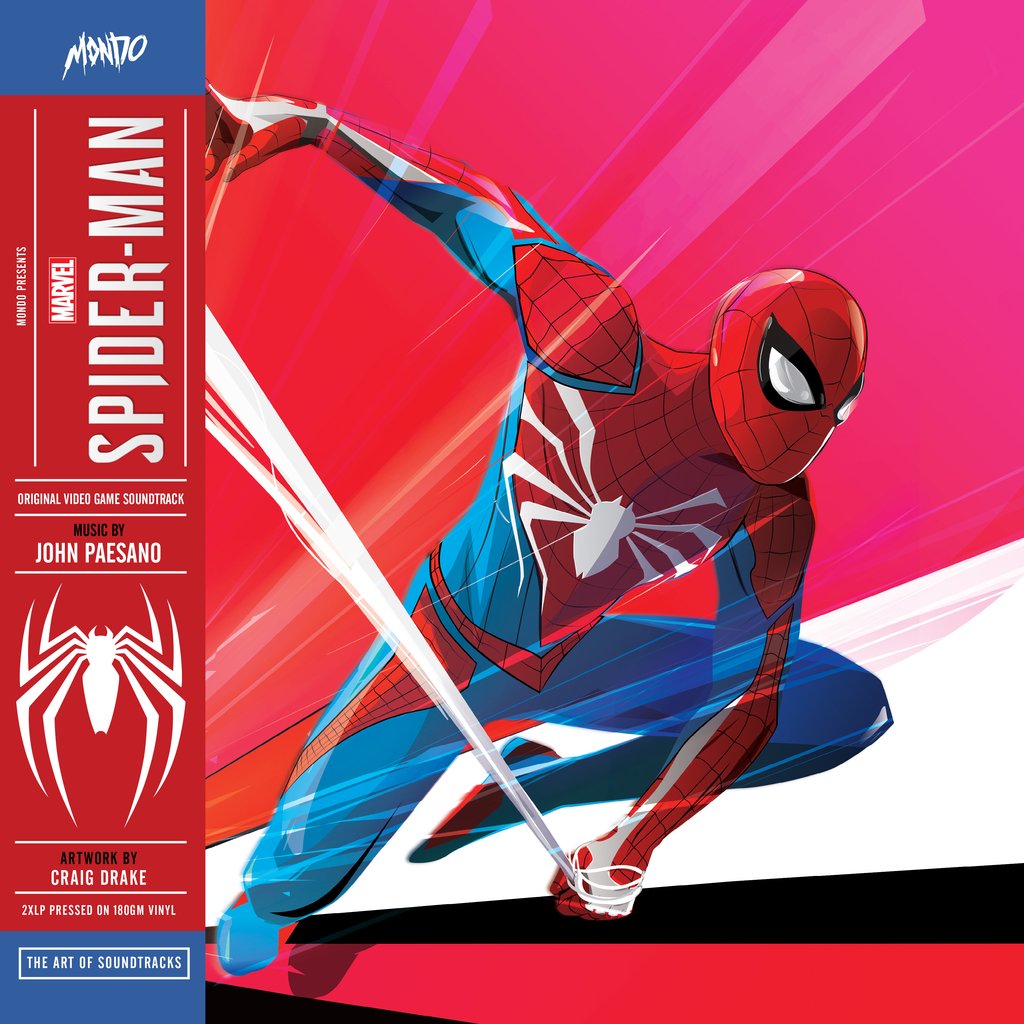 MONDO
MONDO PRESENTS
MARVEL
SPIDER-MAN
ORIGINAL VIDEO GAME SOUNDTRACK
MUSIC BY
JOHN PAESANO
ARTWORK BY
CRAIG DRAKE
2XLP PRESSED ON 180GM VINYL
THE ART OF SOUNDTRACKS